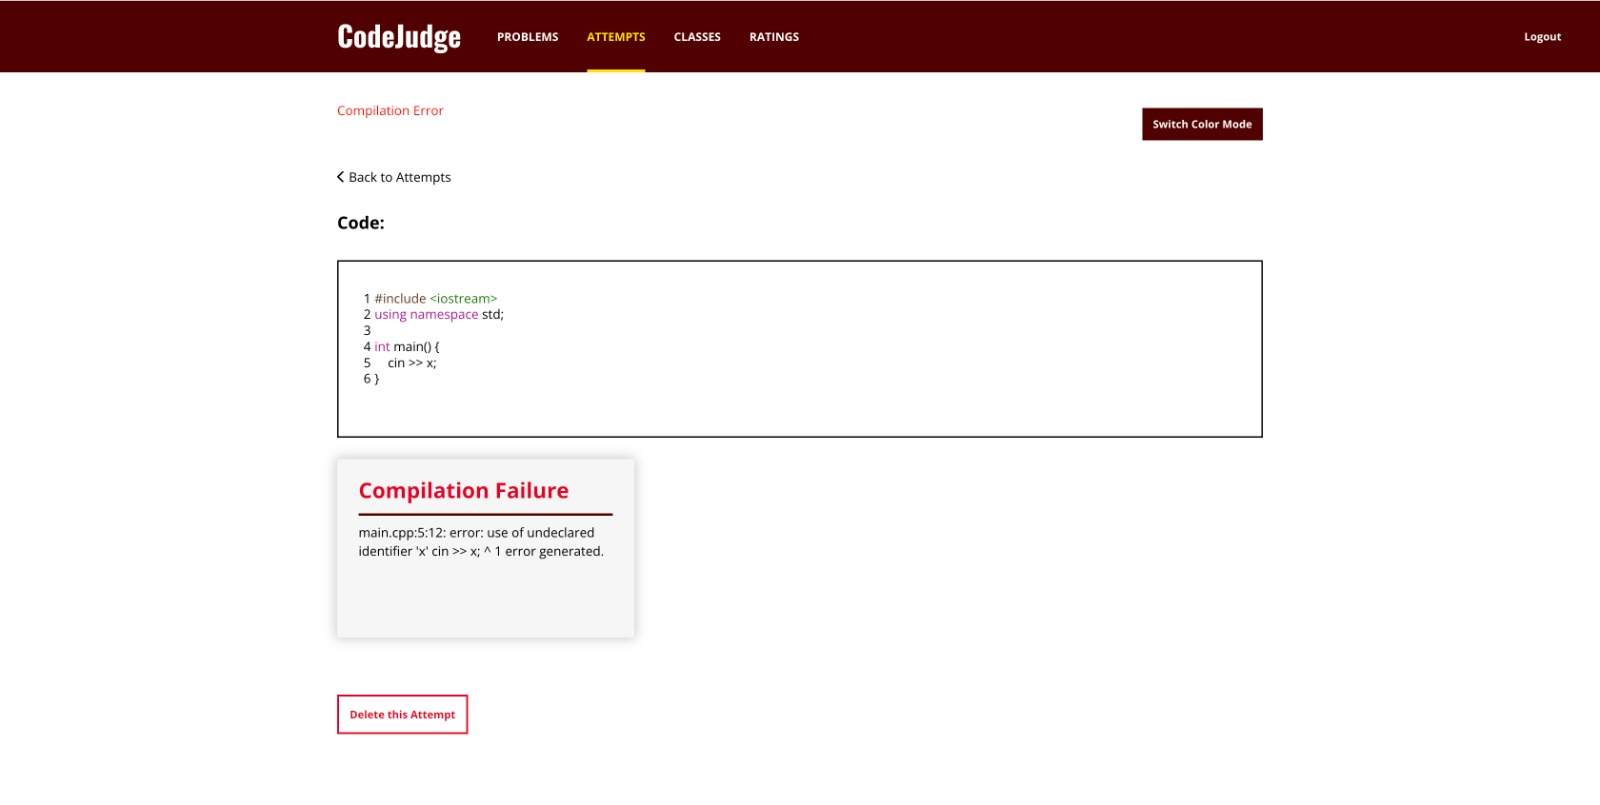 CodeJudge PROBLEMS ATTEMPTS CLASSES RATINGS Logout
Compilation Error
Switch Color Mode
Back to Attempts
Code:
1 #include <iostream>
2 using namespace std;
3
4 int main() {
5     cin >> x;
6 }
Compilation Failure
main.cpp:5:12: error: use of undeclared
identifier 'x' cin >> x; ^ 1 error generated.
Delete this Attempt